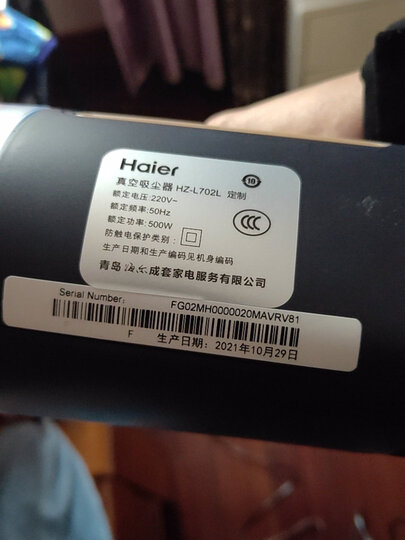 Haier
真空吸尘器 HZ-L702L 定制
额定电压:220V~
额定频率:50Hz
额定功率:500W
防触电保护类别:
生产日期和生产编码见机身编码
青岛海尔成套家电服务有限公司
18
CCC
Serial Number:
FG02MH0000020MAVRV81
F 生产日期: 2021年10月29日